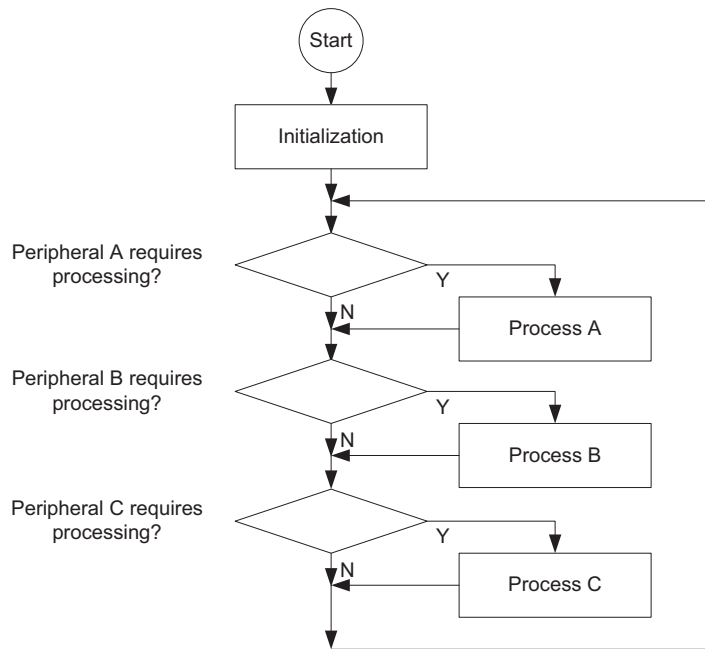 Start
Initialization
Peripheral A requires
processing?
Y
N
Process A
Peripheral B requires
processing?
Y
N
Process B
Peripheral C requires
processing?
Y
N
Process C